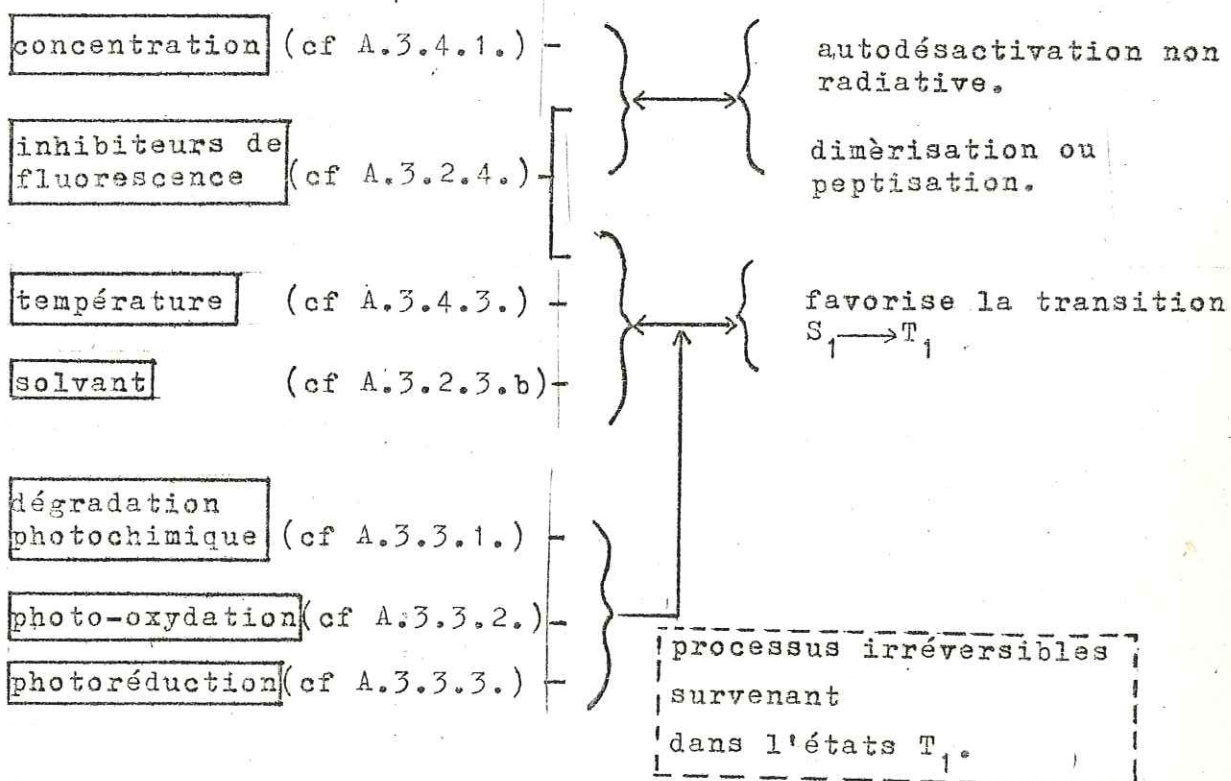 concentration (cf A.3.4.1.)
autodésactivation non
radiative.
inhibiteurs de
fluorescence (cf A.3.2.4.)
dimèrisation ou
peptisation.
température (cf A.3.4.3.)
favorise la transition
S₁⟶T₁
solvant (cf A.3.2.3.b)
dégradation
photochimique (cf A.3.3.1.)
photo-oxydation (cf A.3.3.2.)
photoréduction (cf A.3.3.3.)
processus irréversibles
survenant
dans l'états T₁.